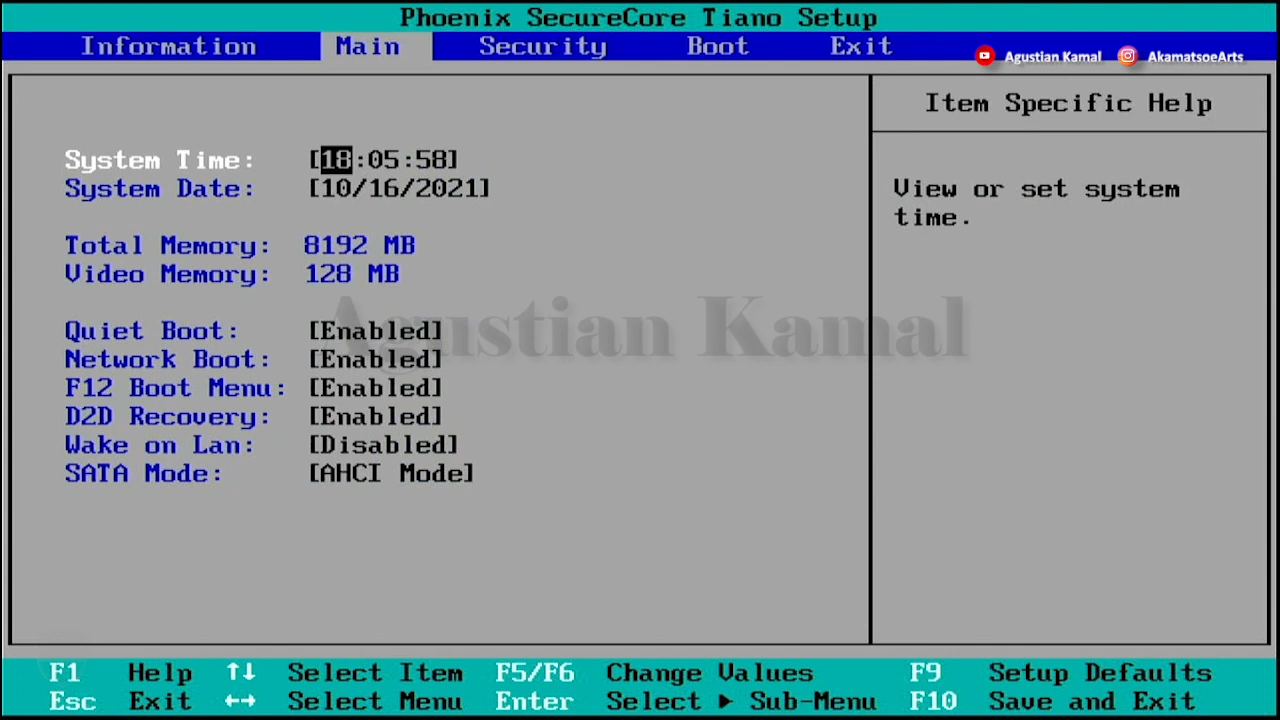 Phoenix SecureCore Tiano Setup
Information Main Security Boot Exit
Agustian Kamal AkamatsoeArts
Item Specific Help
System Time: [18:05:58]
System Date: [10/16/2021]
View or set system
time.
Total Memory: 8192 MB
Video Memory: 128 MB
Agustian Kamal
Quiet Boot: [Enabled]
Network Boot: [Enabled]
F12 Boot Menu: [Enabled]
D2D Recovery: [Enabled]
Wake on Lan: [Disabled]
SATA Mode: [AHCI Mode]
F1 Help ↑↓ Select Item F5/F6 Change Values F9 Setup Defaults
Esc Exit ↔ Select Menu Enter Select ▶ Sub-Menu F10 Save and Exit